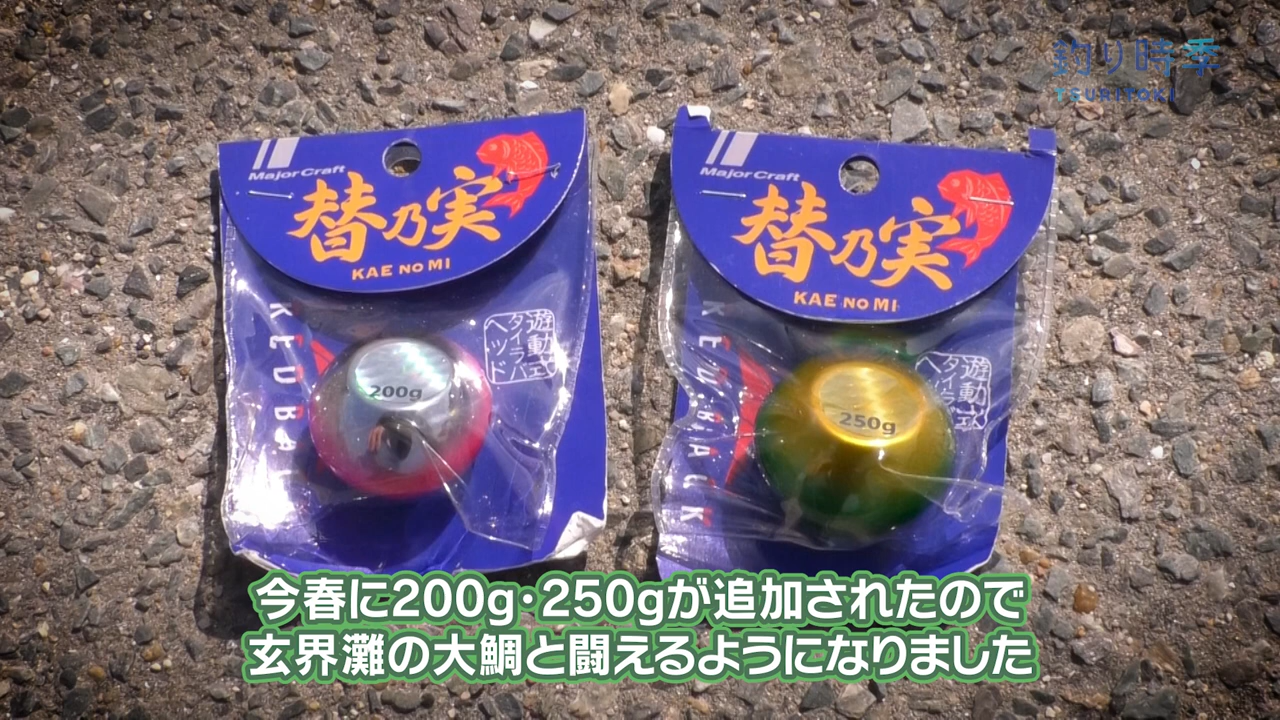 釣り時季
TSURITOKI
Major Craft
替乃実
KAE NO MI
遊動式
タイラバ
ヘッド
200g
Major Craft
替乃実
KAE NO MI
遊動式
タイラ
ヘ
250g
KEDBACK
今春に200g・250gが追加されたので
玄界灘の大鯛と闘えるようになりました